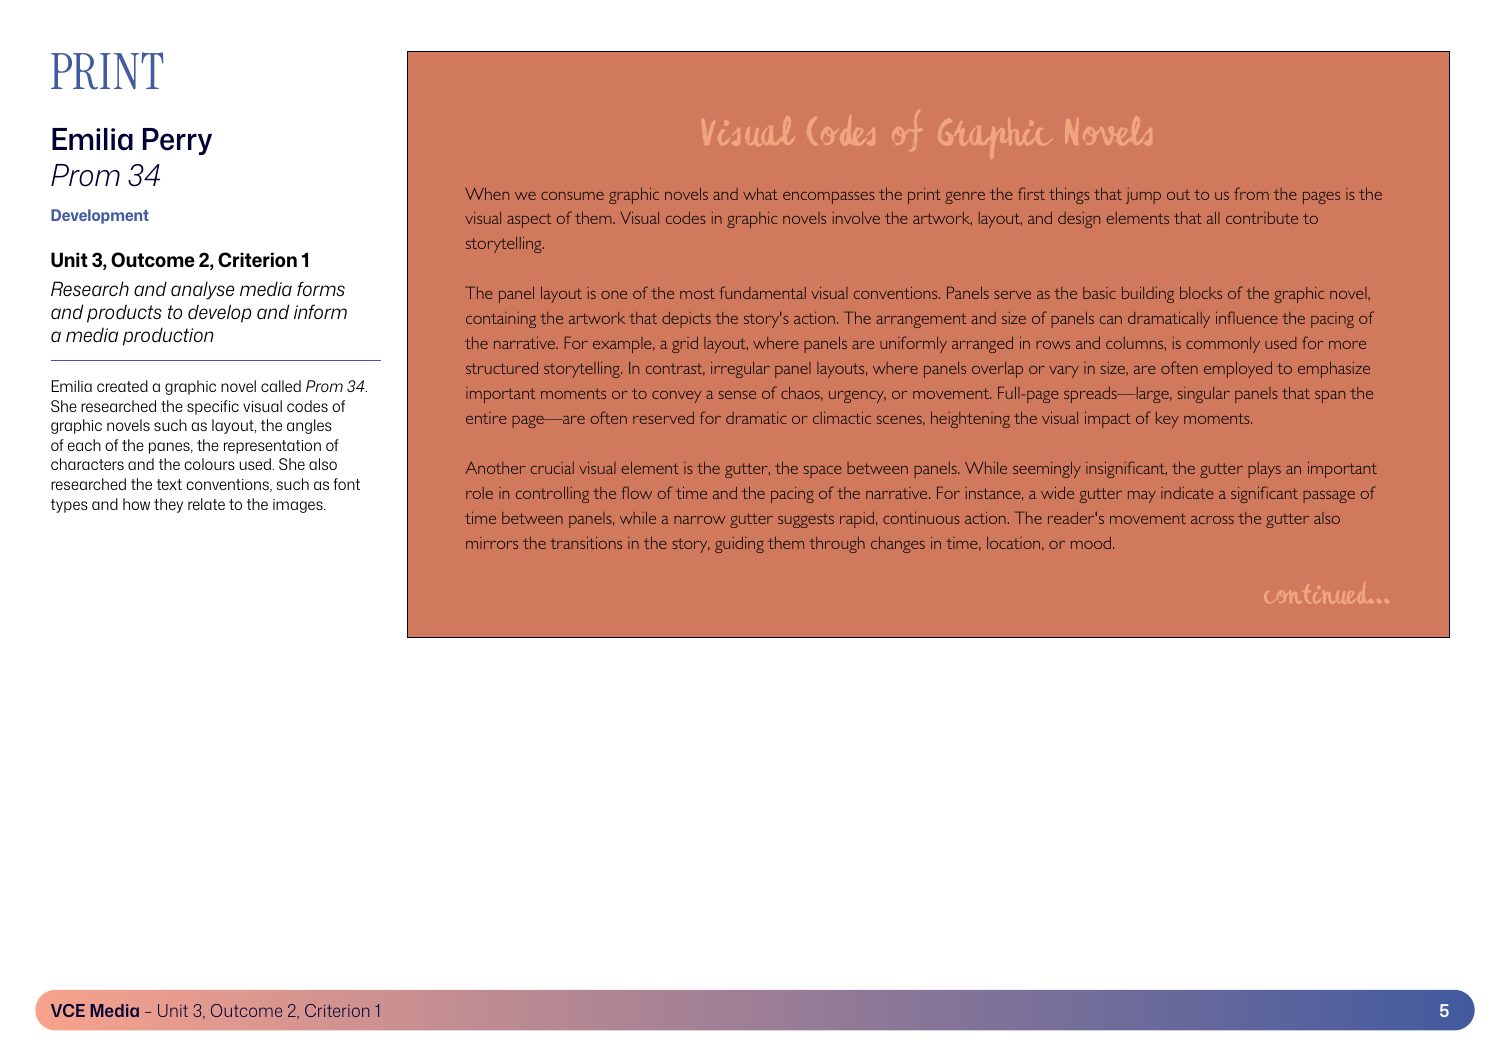 PRINT
Emilia Perry
Prom 34
Development
Unit 3, Outcome 2, Criterion 1
Research and analyse media forms
and products to develop and inform
a media production
Emilia created a graphic novel called Prom 34.
She researched the specific visual codes of
graphic novels such as layout, the angles
of each of the panes, the representation of
characters and the colours used. She also
researched the text conventions, such as font
types and how they relate to the images.
Visual Codes of Graphic Novels
When we consume graphic novels and what encompasses the print genre the first things that jump out to us from the pages is the
visual aspect of them. Visual codes in graphic novels involve the artwork, layout, and design elements that all contribute to
storytelling.
The panel layout is one of the most fundamental visual conventions. Panels serve as the basic building blocks of the graphic novel,
containing the artwork that depicts the story's action. The arrangement and size of panels can dramatically influence the pacing of
the narrative. For example, a grid layout, where panels are uniformly arranged in rows and columns, is commonly used for more
structured storytelling. In contrast, irregular panel layouts, where panels overlap or vary in size, are often employed to emphasize
important moments or to convey a sense of chaos, urgency, or movement. Full-page spreads—large, singular panels that span the
entire page—are often reserved for dramatic or climactic scenes, heightening the visual impact of key moments.
Another crucial visual element is the gutter, the space between panels. While seemingly insignificant, the gutter plays an important
role in controlling the flow of time and the pacing of the narrative. For instance, a wide gutter may indicate a significant passage of
time between panels, while a narrow gutter suggests rapid, continuous action. The reader's movement across the gutter also
mirrors the transitions in the story, guiding them through changes in time, location, or mood.
continued...
VCE Media – Unit 3, Outcome 2, Criterion 1
5